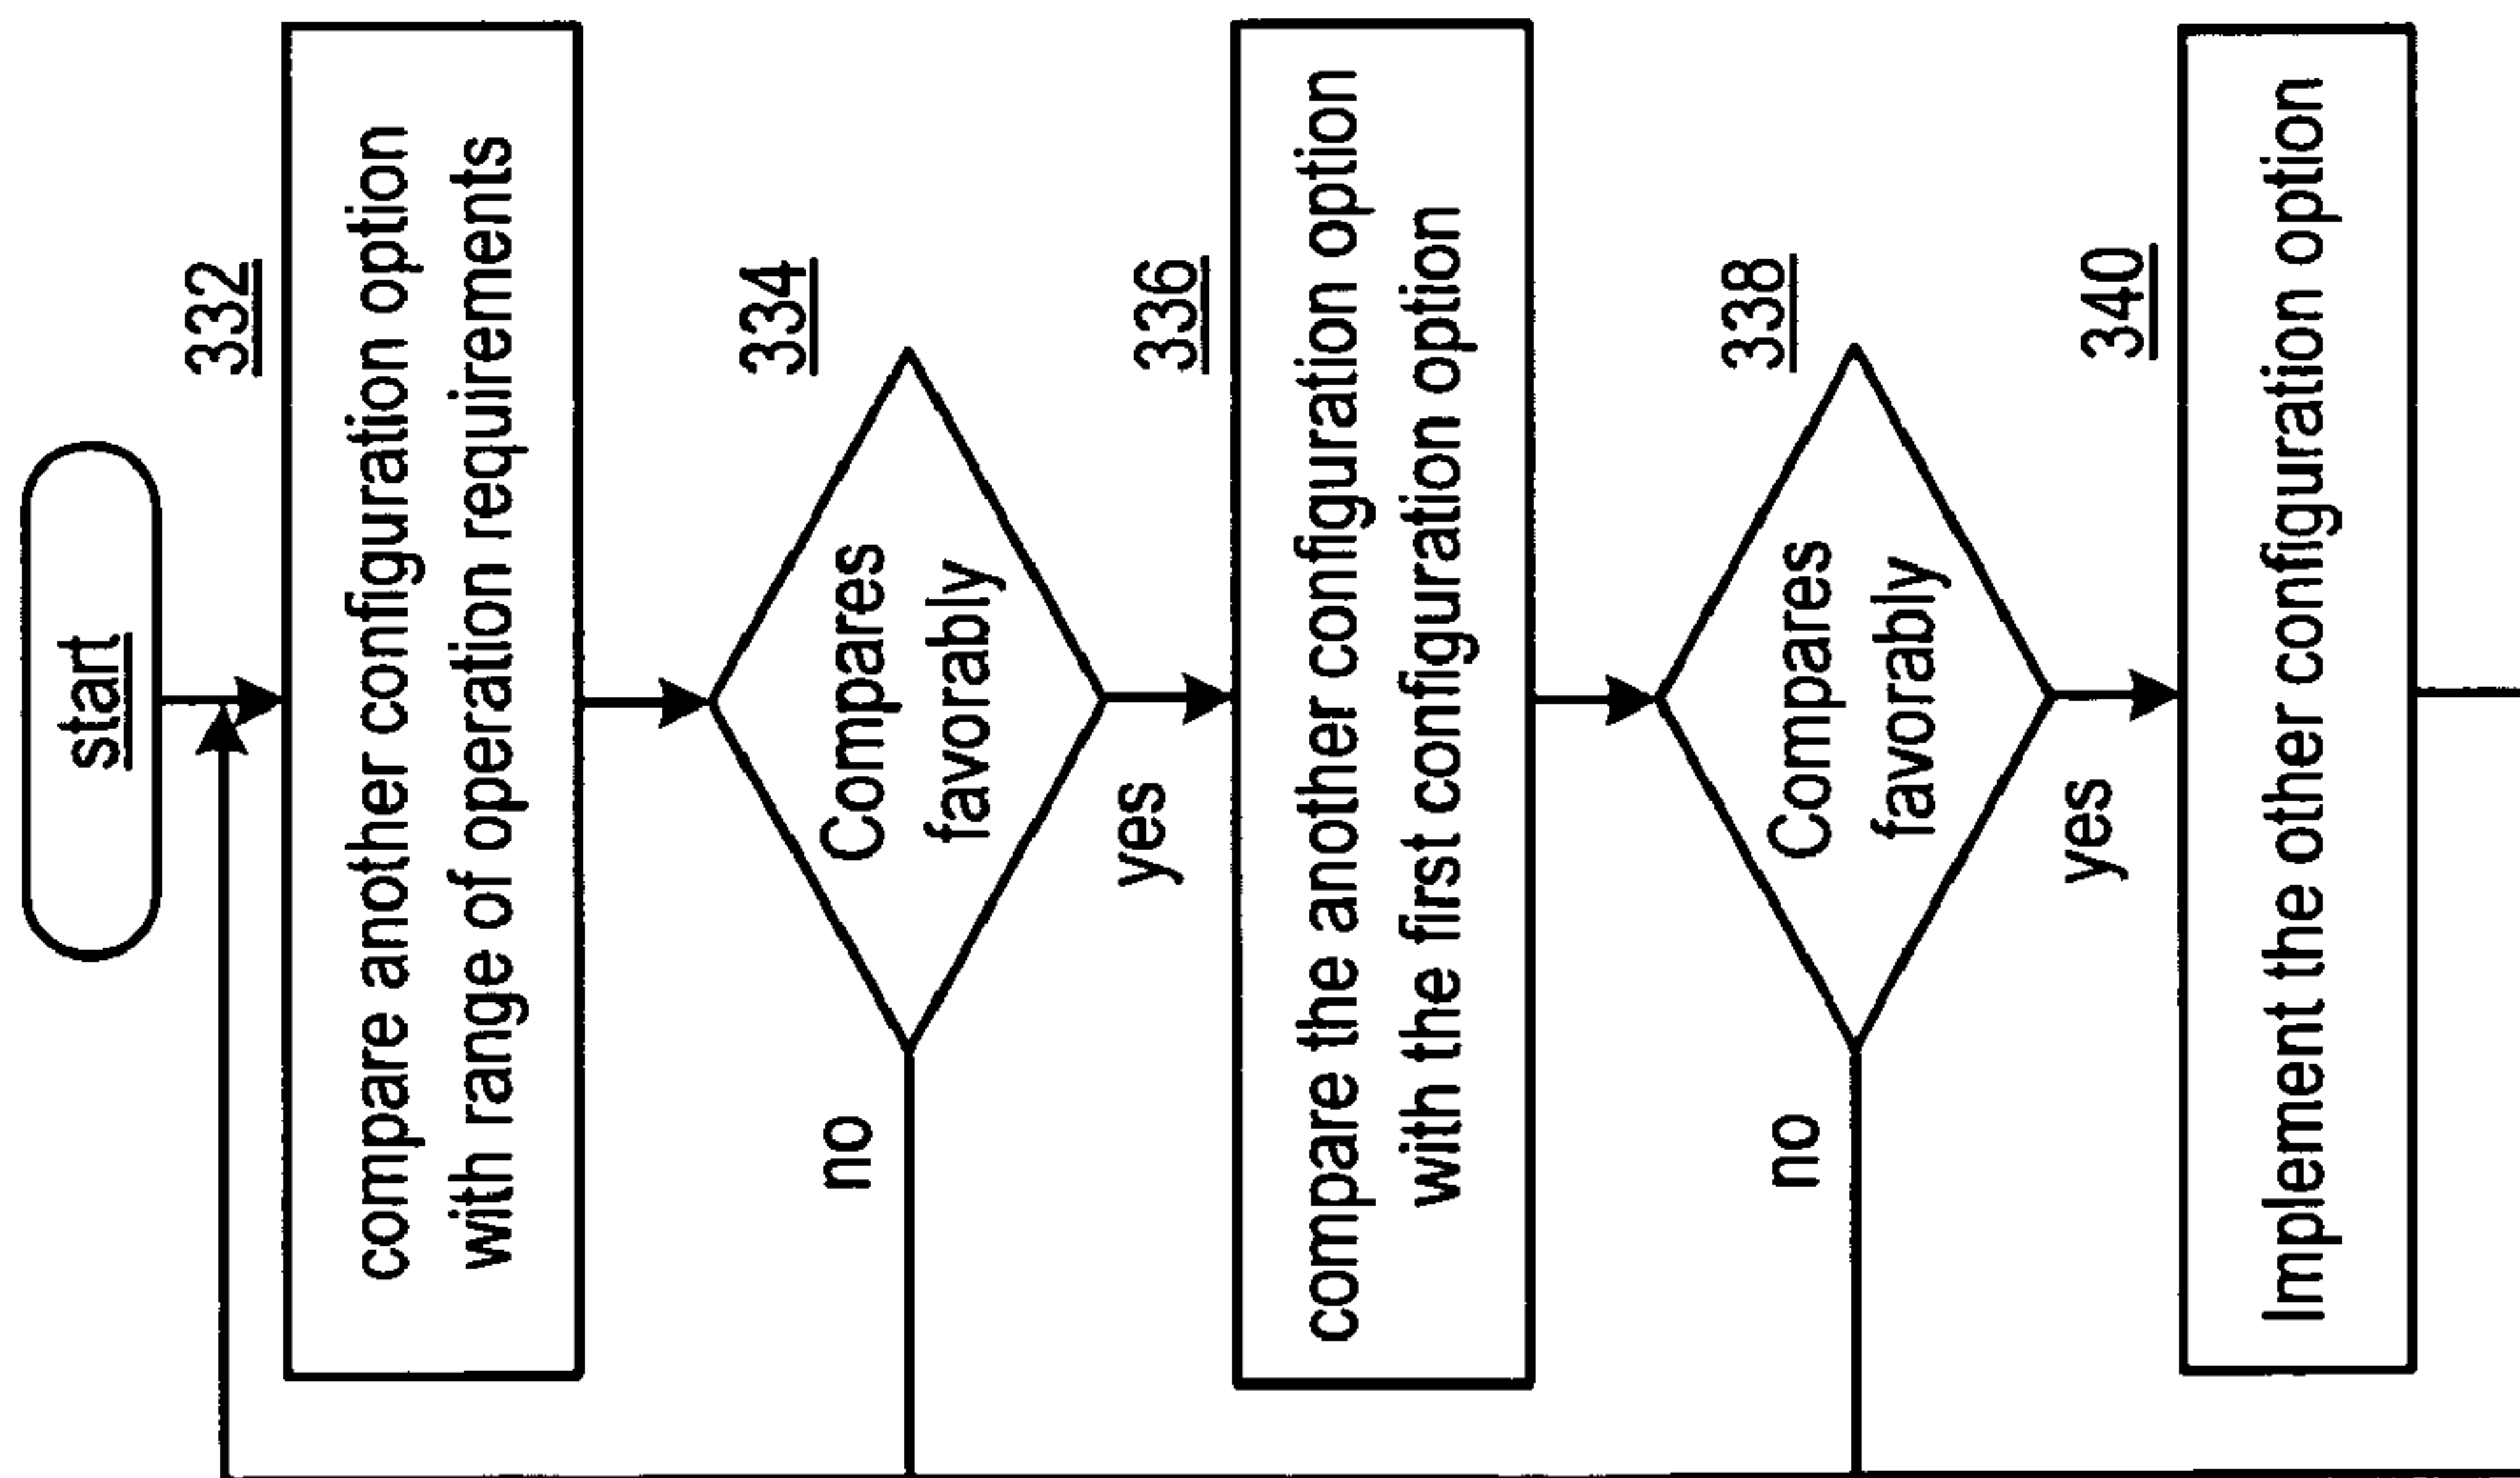 start
332
compare another configuration option
with range of operation requirements
334
Compares
favorably
no
yes
336
compare the another configuration option
with the first configuration option
338
Compares
favorably
no
yes
340
Implement the other configuration option